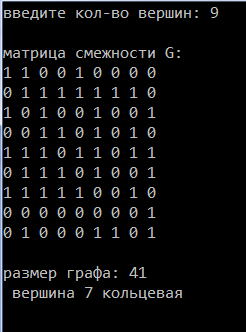 введите кол-во вершин: 9
матрица смежности G:
1 1 0 0 1 0 0 0 0
0 1 1 1 1 1 1 1 0
1 0 1 0 0 1 0 0 1
0 0 1 1 0 1 0 1 0
1 1 1 0 1 1 0 1 1
0 1 1 0 1 0 0 0 1
1 1 1 1 1 0 0 1 0
0 0 0 0 0 0 0 0 1
0 1 0 0 0 1 1 0 1
размер графа: 41
вершина 7 кольцевая